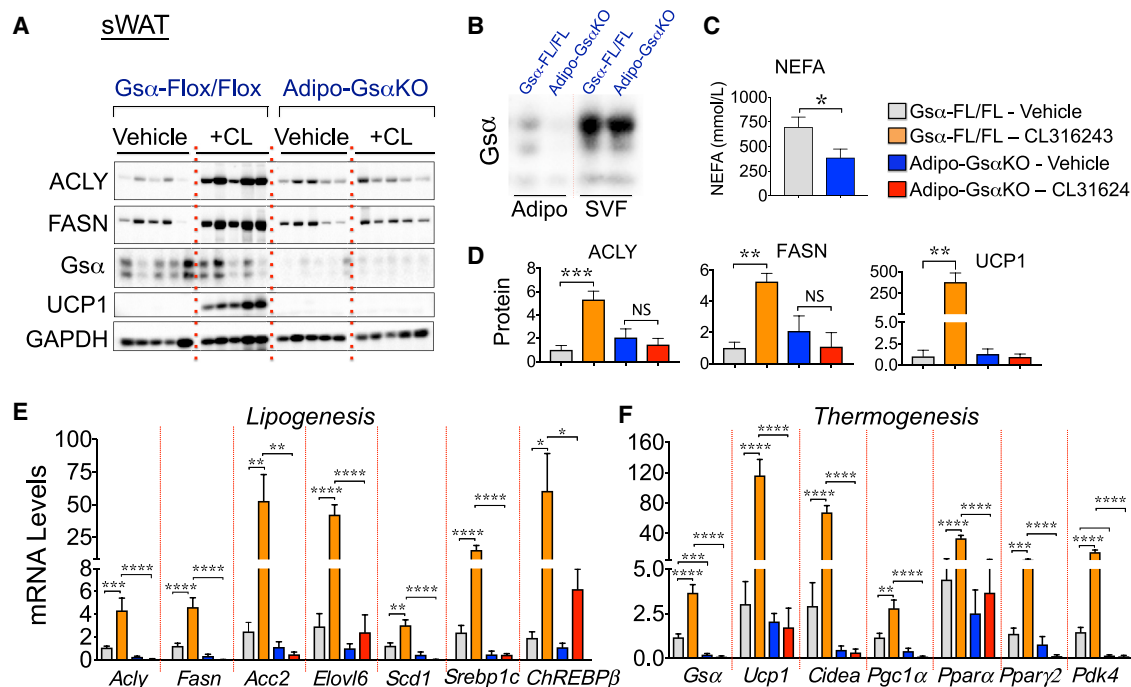 A
sWAT
Gsα-Flox/Flox Adipo-GsαKO
Vehicle +CL Vehicle +CL
ACLY
FASN
Gsα
UCP1
GAPDH
B
Gsα-FL/FL
Adipo-GsαKO
Gsα-FL/FL
Adipo-GsαKO
Gsα
Adipo SVF
C
NEFA
NEFA (mmol/L)
1000
750
500
250
0
*
Gsα-FL/FL - Vehicle
Gsα-FL/FL – CL316243
Adipo-GsαKO - Vehicle
Adipo-GsαKO – CL31624
D
Protein
ACLY
8
6
4
2
0
***
NS
FASN
6
4
2
0
**
NS
UCP1
500
250
5.0
2.5
0.0
**
E
Lipogenesis
mRNA Levels
100
75
50
25
8
6
4
2
0
*** ****
**** ****
** **
**** ****
** ****
**** ****
* *
Acly Fasn Acc2 Elovl6 Scd1 Srebp1c ChREBPβ
F
Thermogenesis
160
120
80
40
5.0
2.5
0.0
**** *** ****
**** ****
**** ****
** ****
**** ****
*** ****
**** ****
Gsα Ucp1 Cidea Pgc1α Pparα Pparγ2 Pdk4